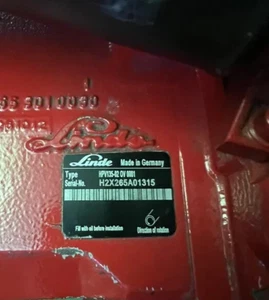 Linde
Linde Made in Germany
Type HPV135-02 OV 0001
Serial-No. H2X265A01315
Fill with oil before installation Direction of rotation